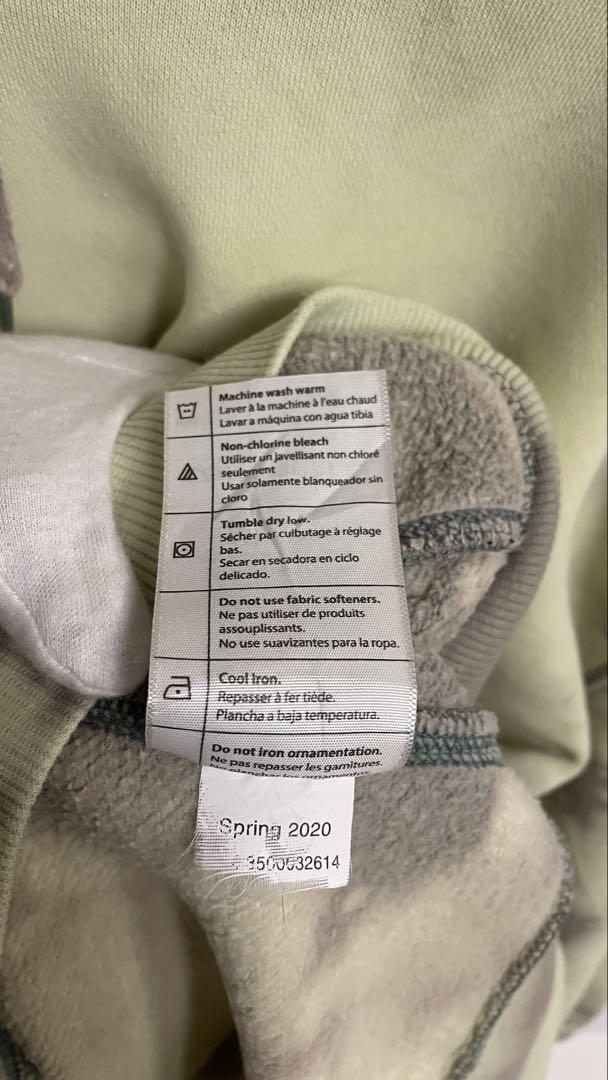 Machine wash warm
Laver à la machine à l'eau chaud
Lavar a máquina con agua tibia
Non-chlorine bleach
Utiliser un javellisant non chloré
seulement
Usar solamente blanqueador sin
cloro
Tumble dry low.
Sécher par culbutage à réglage
bas.
Secar en secadora en ciclo
delicado.
Do not use fabric softeners.
Ne pas utiliser de produits
assouplissants.
No use suavizantes para la ropa.
Cool Iron.
Repasser à fer tiède.
Plancha a baja temperatura.
Do not iron ornamentation.
Ne pas repasser les garnitures.
Spring 2020